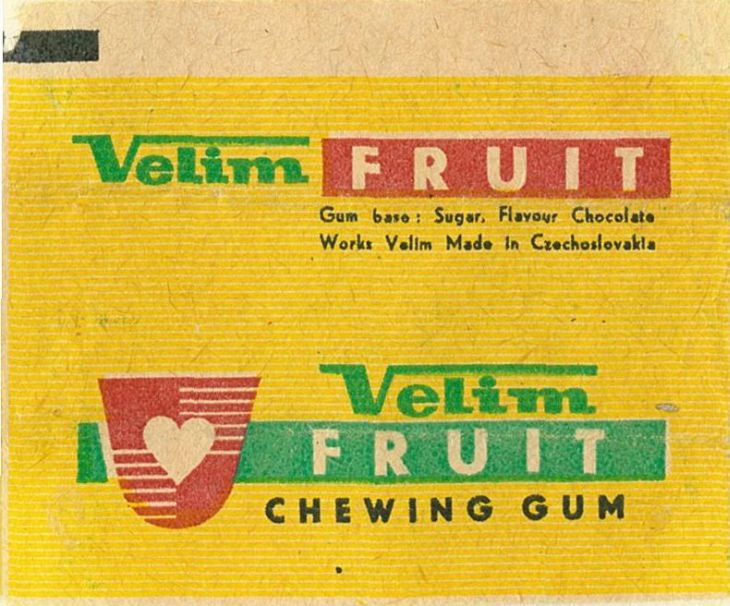 Velim FRUIT
Gum base: Sugar, Flavour Chocolate
Works Velim Made in Czechoslovakia
Velim
FRUIT
CHEWING GUM